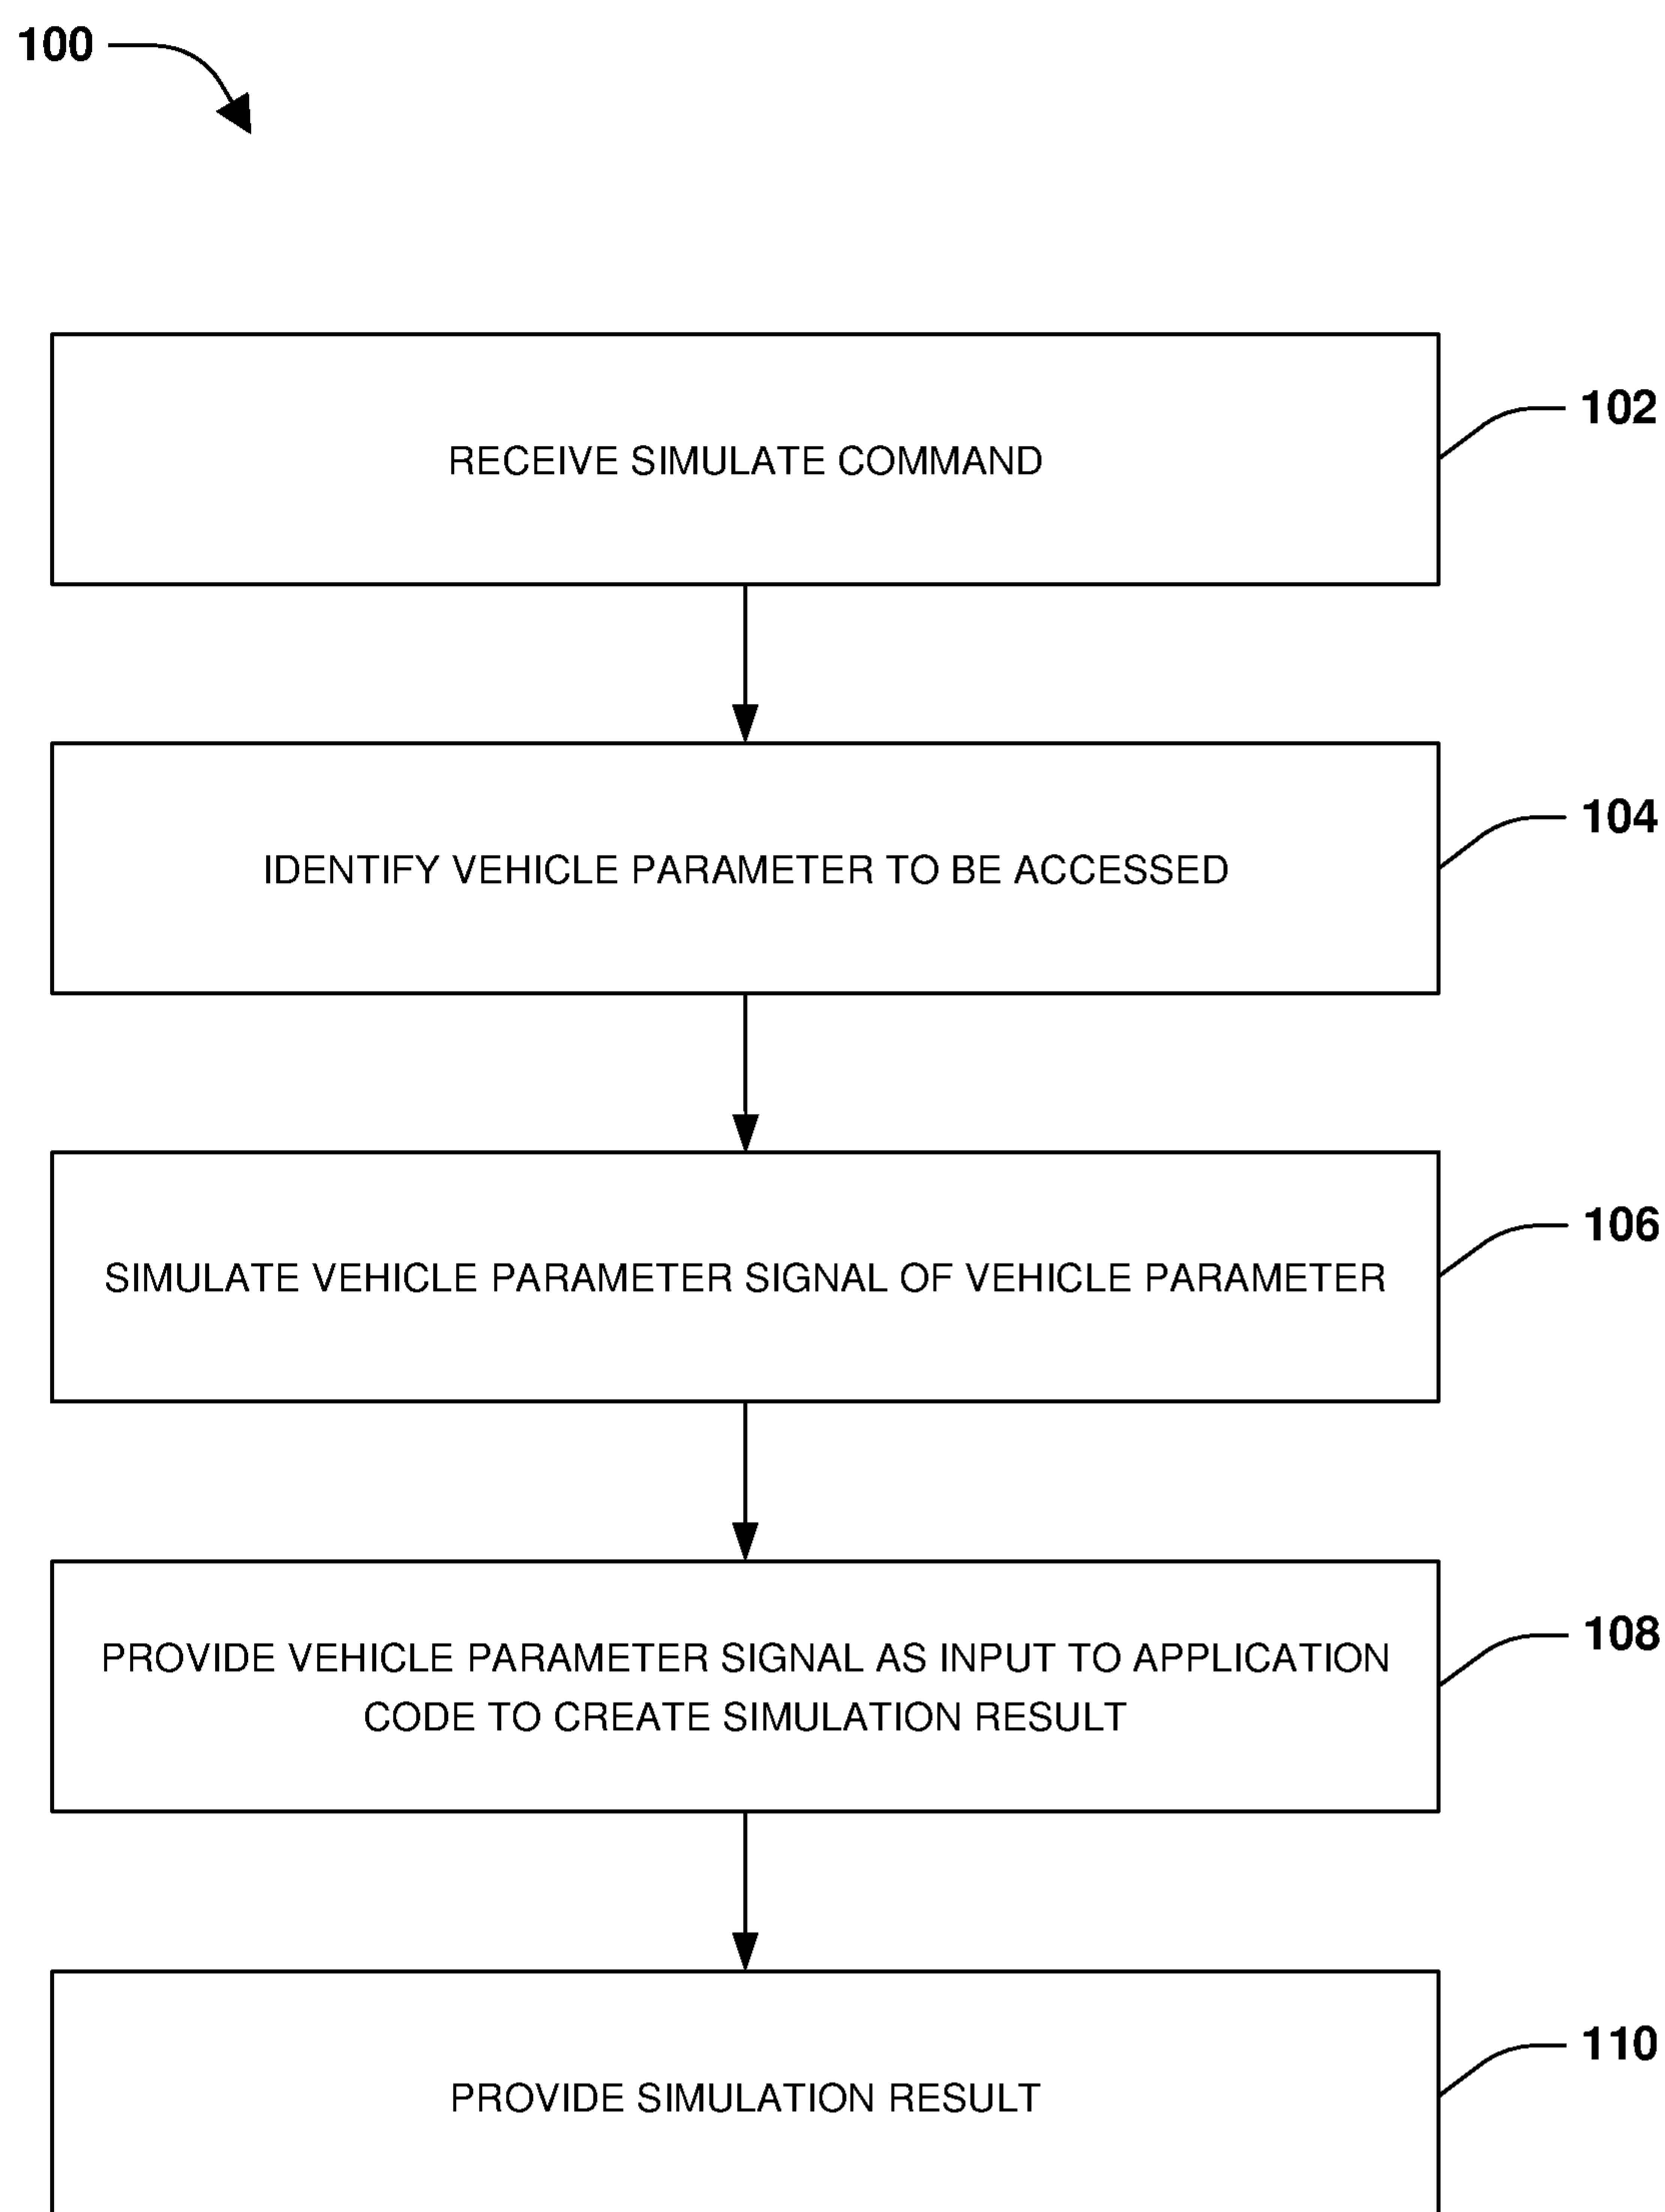 100
RECEIVE SIMULATE COMMAND
102
IDENTIFY VEHICLE PARAMETER TO BE ACCESSED
104
SIMULATE VEHICLE PARAMETER SIGNAL OF VEHICLE PARAMETER
106
PROVIDE VEHICLE PARAMETER SIGNAL AS INPUT TO APPLICATION
CODE TO CREATE SIMULATION RESULT
108
PROVIDE SIMULATION RESULT
110